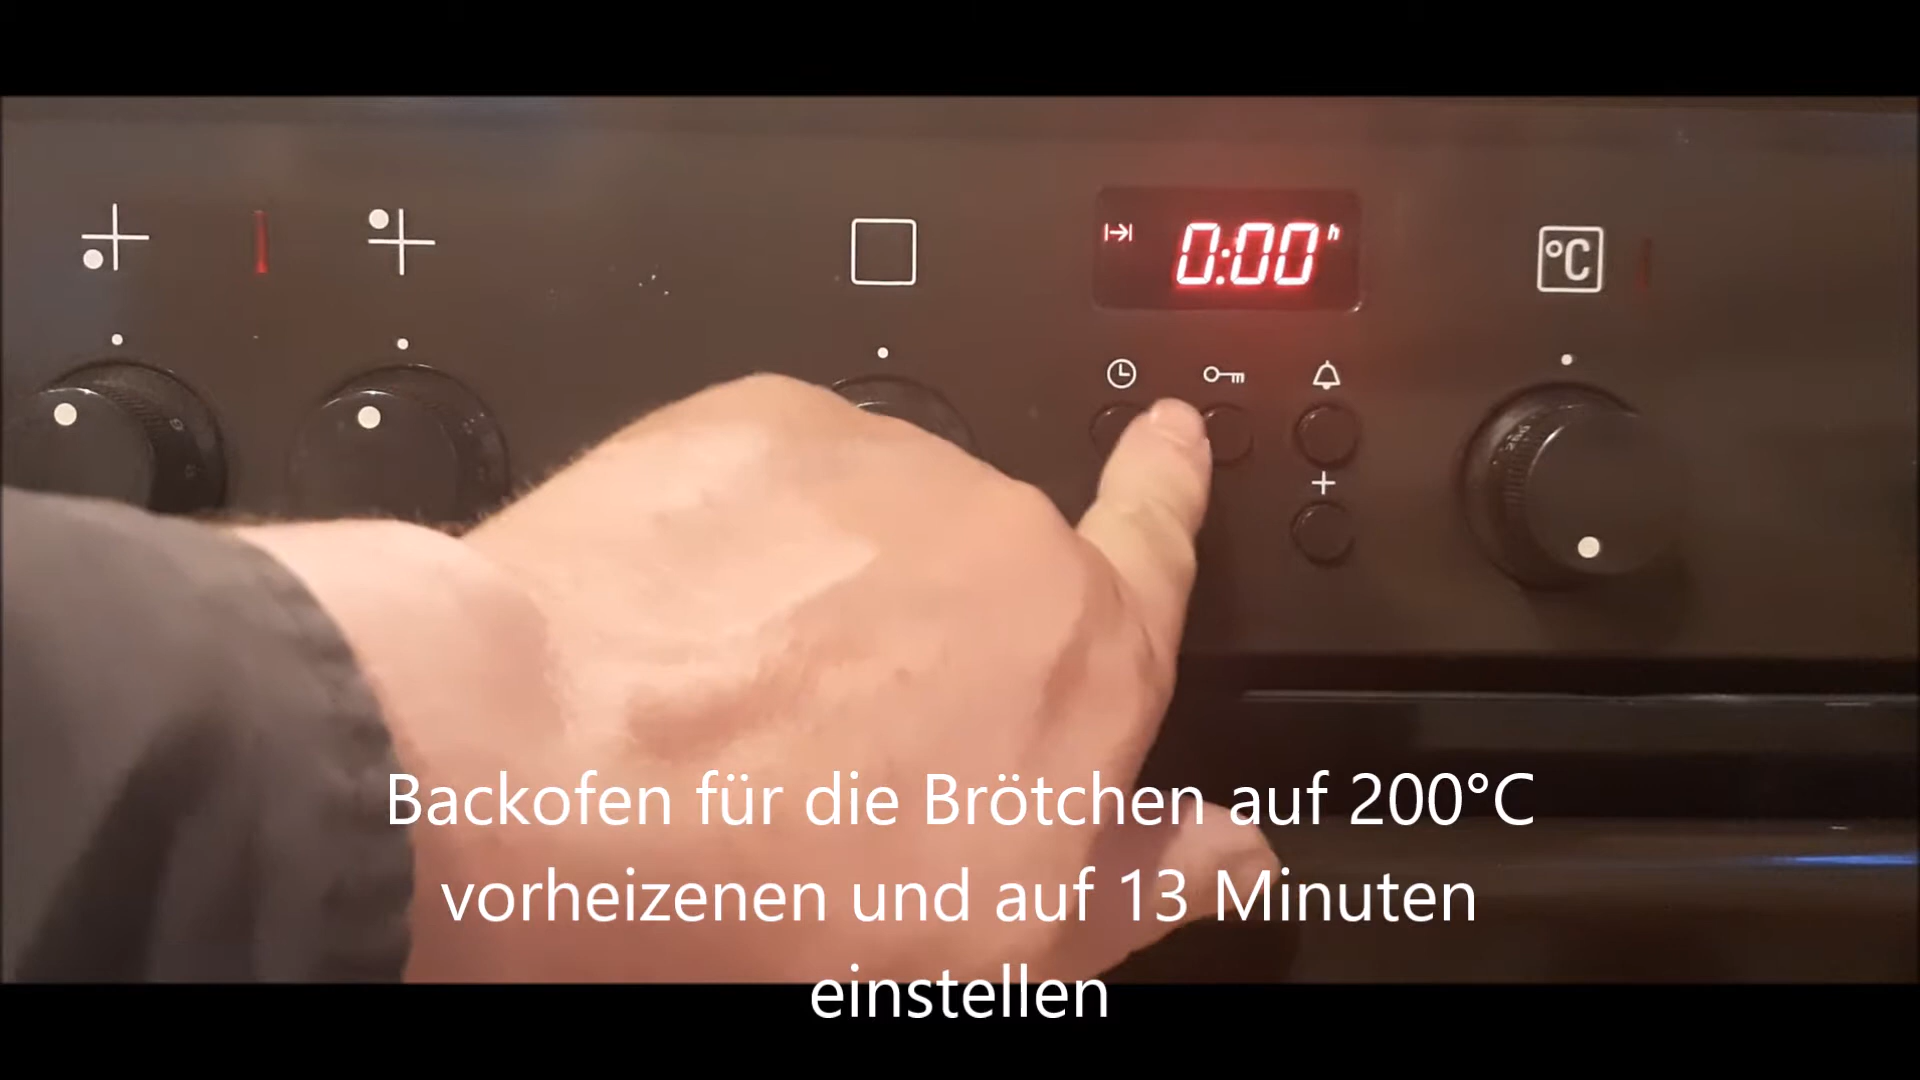 0:00 h
°C
+
Backofen für die Brötchen auf 200°C
vorheizenen und auf 13 Minuten
einstellen